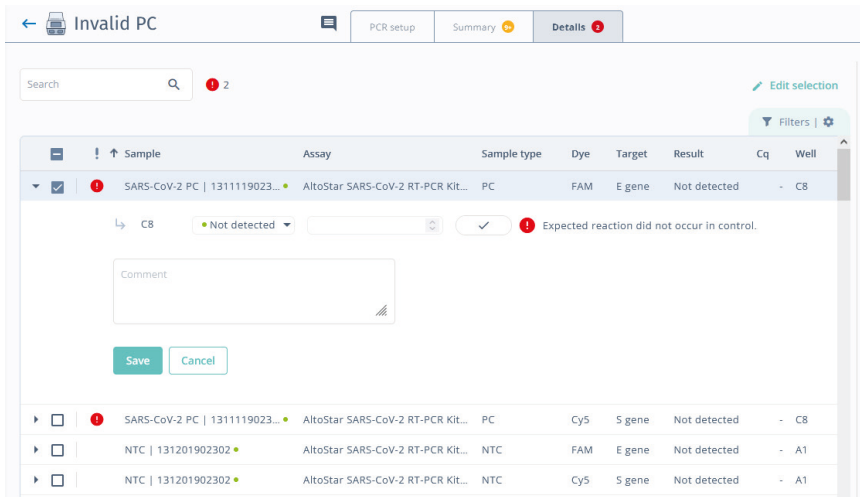 Invalid PC
PCR setup
Summary 9+
Details 2
Search
! 2
Edit selection
Filters |
! Sample Assay Sample type Dye Target Result Cq Well
! SARS-CoV-2 PC | 1311119023... AltoStar SARS-CoV-2 RT-PCR Kit... PC FAM E gene Not detected - C8
C8 Not detected ! Expected reaction did not occur in control.
Comment
Save Cancel
! SARS-CoV-2 PC | 1311119023... AltoStar SARS-CoV-2 RT-PCR Kit... PC Cy5 S gene Not detected - C8
NTC | 131201902302 AltoStar SARS-CoV-2 RT-PCR Kit... NTC FAM E gene Not detected - A1
NTC | 131201902302 AltoStar SARS-CoV-2 RT-PCR Kit... NTC Cy5 S gene Not detected - A1